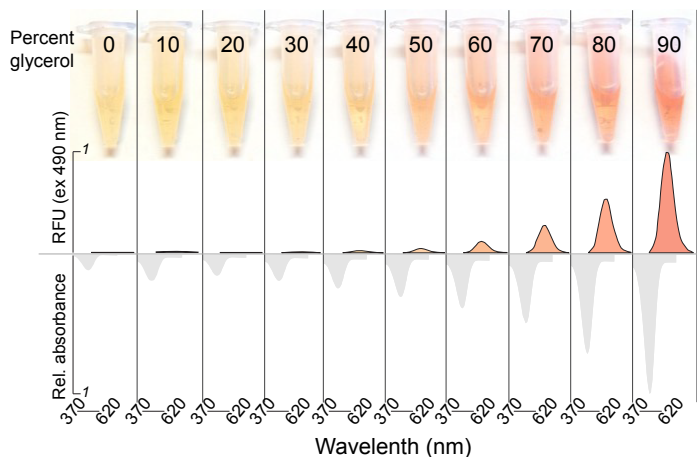 Percent glycerol 0 10 20 30 40 50 60 70 80 90
RFU (ex 490 nm)
1
Rel. absorbance
1
370 620 370 620 370 620 370 620 370 620 370 620 370 620 370 620 370 620 370 620
Wavelenth (nm)